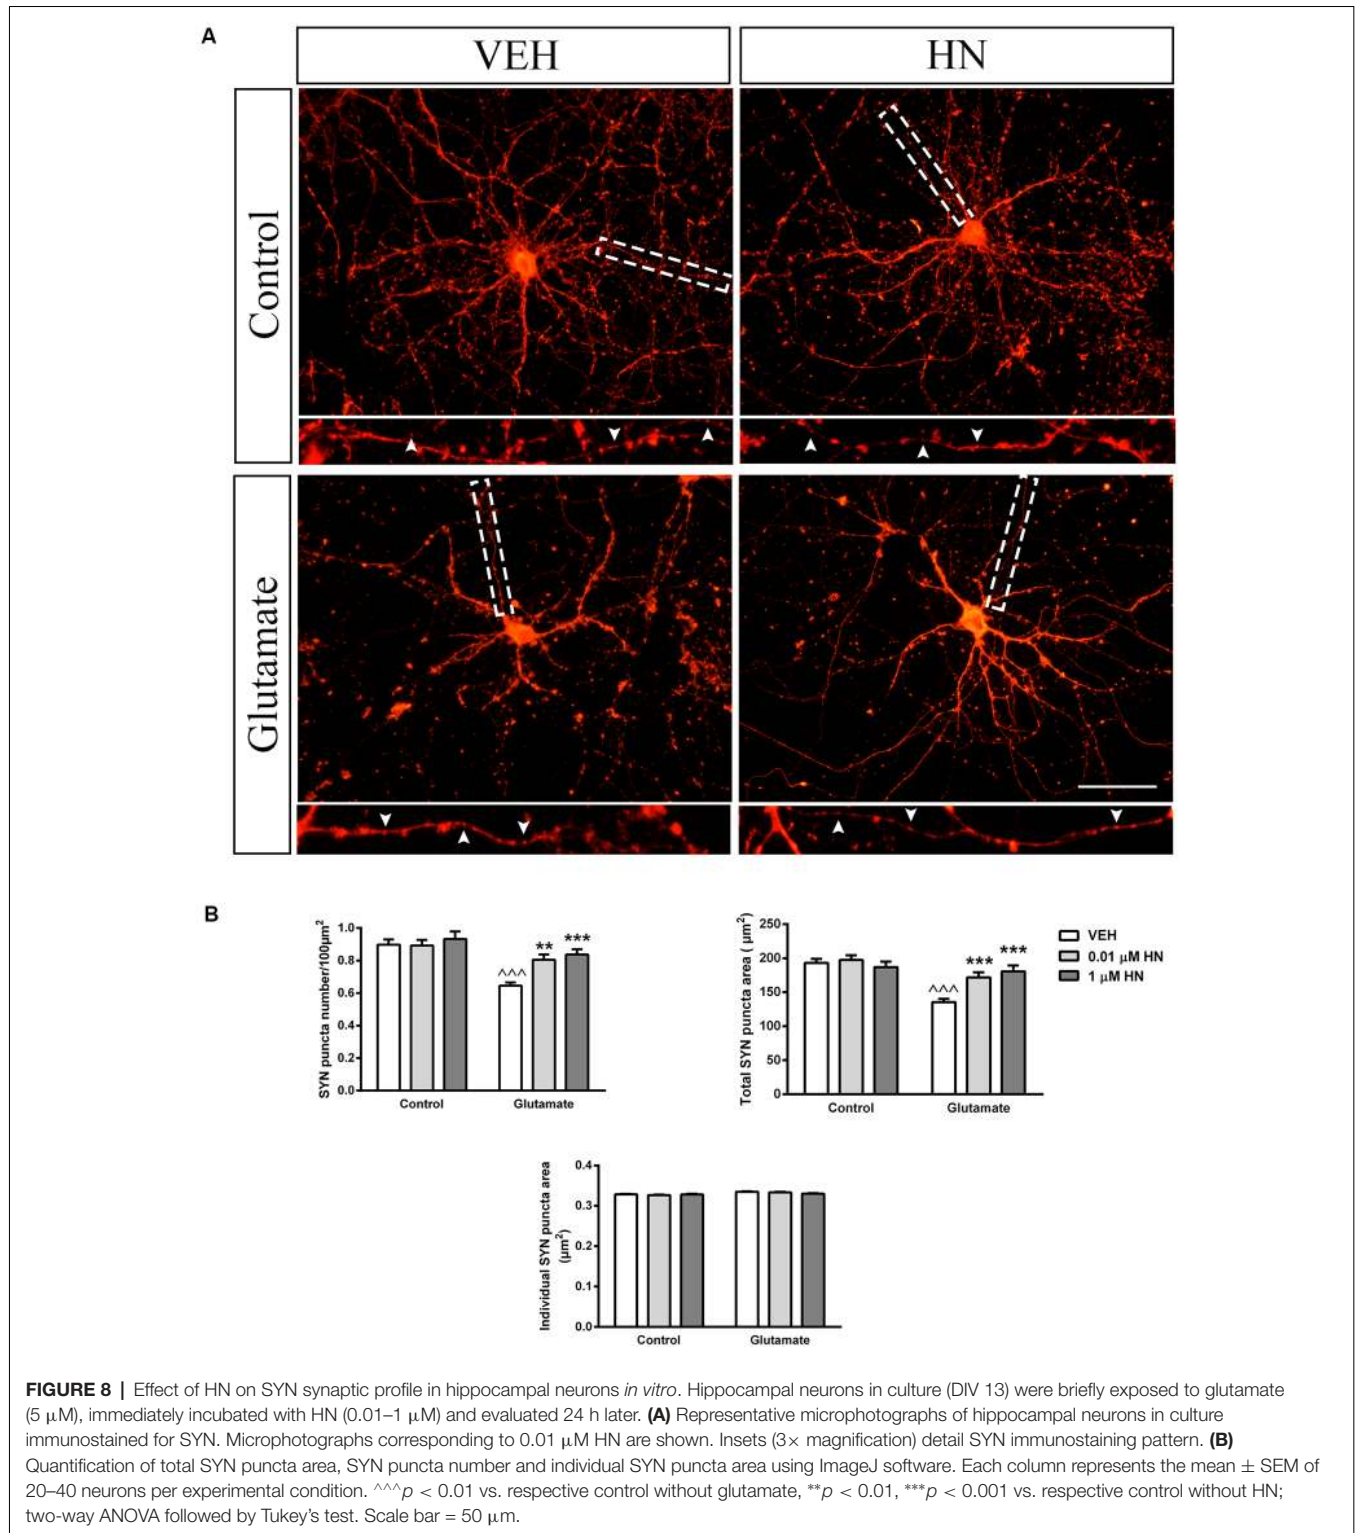 A
VEH
HN
Control
Glutamate
B
SYN puncta number/100μm²
1.0
0.8
0.6
0.4
0.2
0.0
^^^
**
***
Control
Glutamate
Total SYN puncta area ( μm²)
250
200
150
100
50
0
^^^
***
***
Control
Glutamate
VEH
0.01 μM HN
1 μM HN
Individual SYN puncta area
(μm²)
0.4
0.3
0.2
0.1
0.0
Control
Glutamate
FIGURE 8 | Effect of HN on SYN synaptic profile in hippocampal neurons in vitro. Hippocampal neurons in culture (DIV 13) were briefly exposed to glutamate
(5 μM), immediately incubated with HN (0.01–1 μM) and evaluated 24 h later. (A) Representative microphotographs of hippocampal neurons in culture
immunostained for SYN. Microphotographs corresponding to 0.01 μM HN are shown. Insets (3× magnification) detail SYN immunostaining pattern. (B)
Quantification of total SYN puncta area, SYN puncta number and individual SYN puncta area using ImageJ software. Each column represents the mean ± SEM of
20–40 neurons per experimental condition. ^^^p < 0.01 vs. respective control without glutamate, **p < 0.01, ***p < 0.001 vs. respective control without HN;
two-way ANOVA followed by Tukey's test. Scale bar = 50 μm.